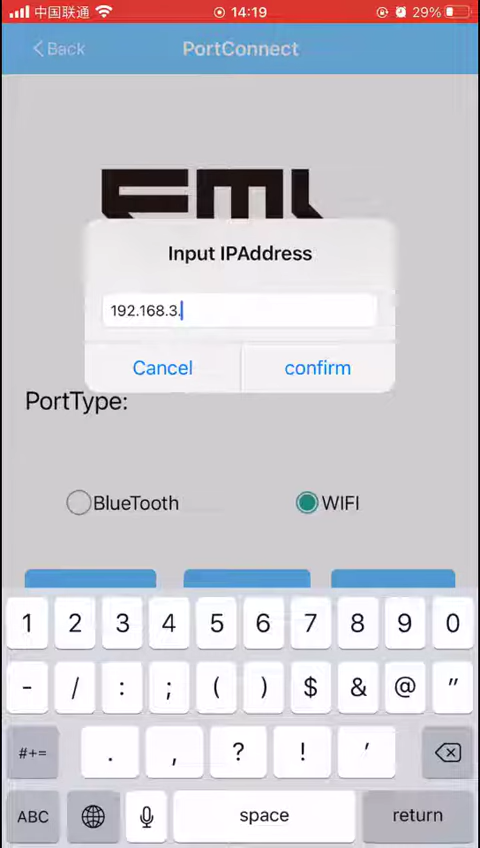 中国联通 14:19 29%
Back PortConnect
Input IPAddress
192.168.3.
Cancel confirm
PortType:
BlueTooth WIFI
1 2 3 4 5 6 7 8 9 0
- / : ; ( ) $ & @ "
#+= . , ? ! '
ABC space return